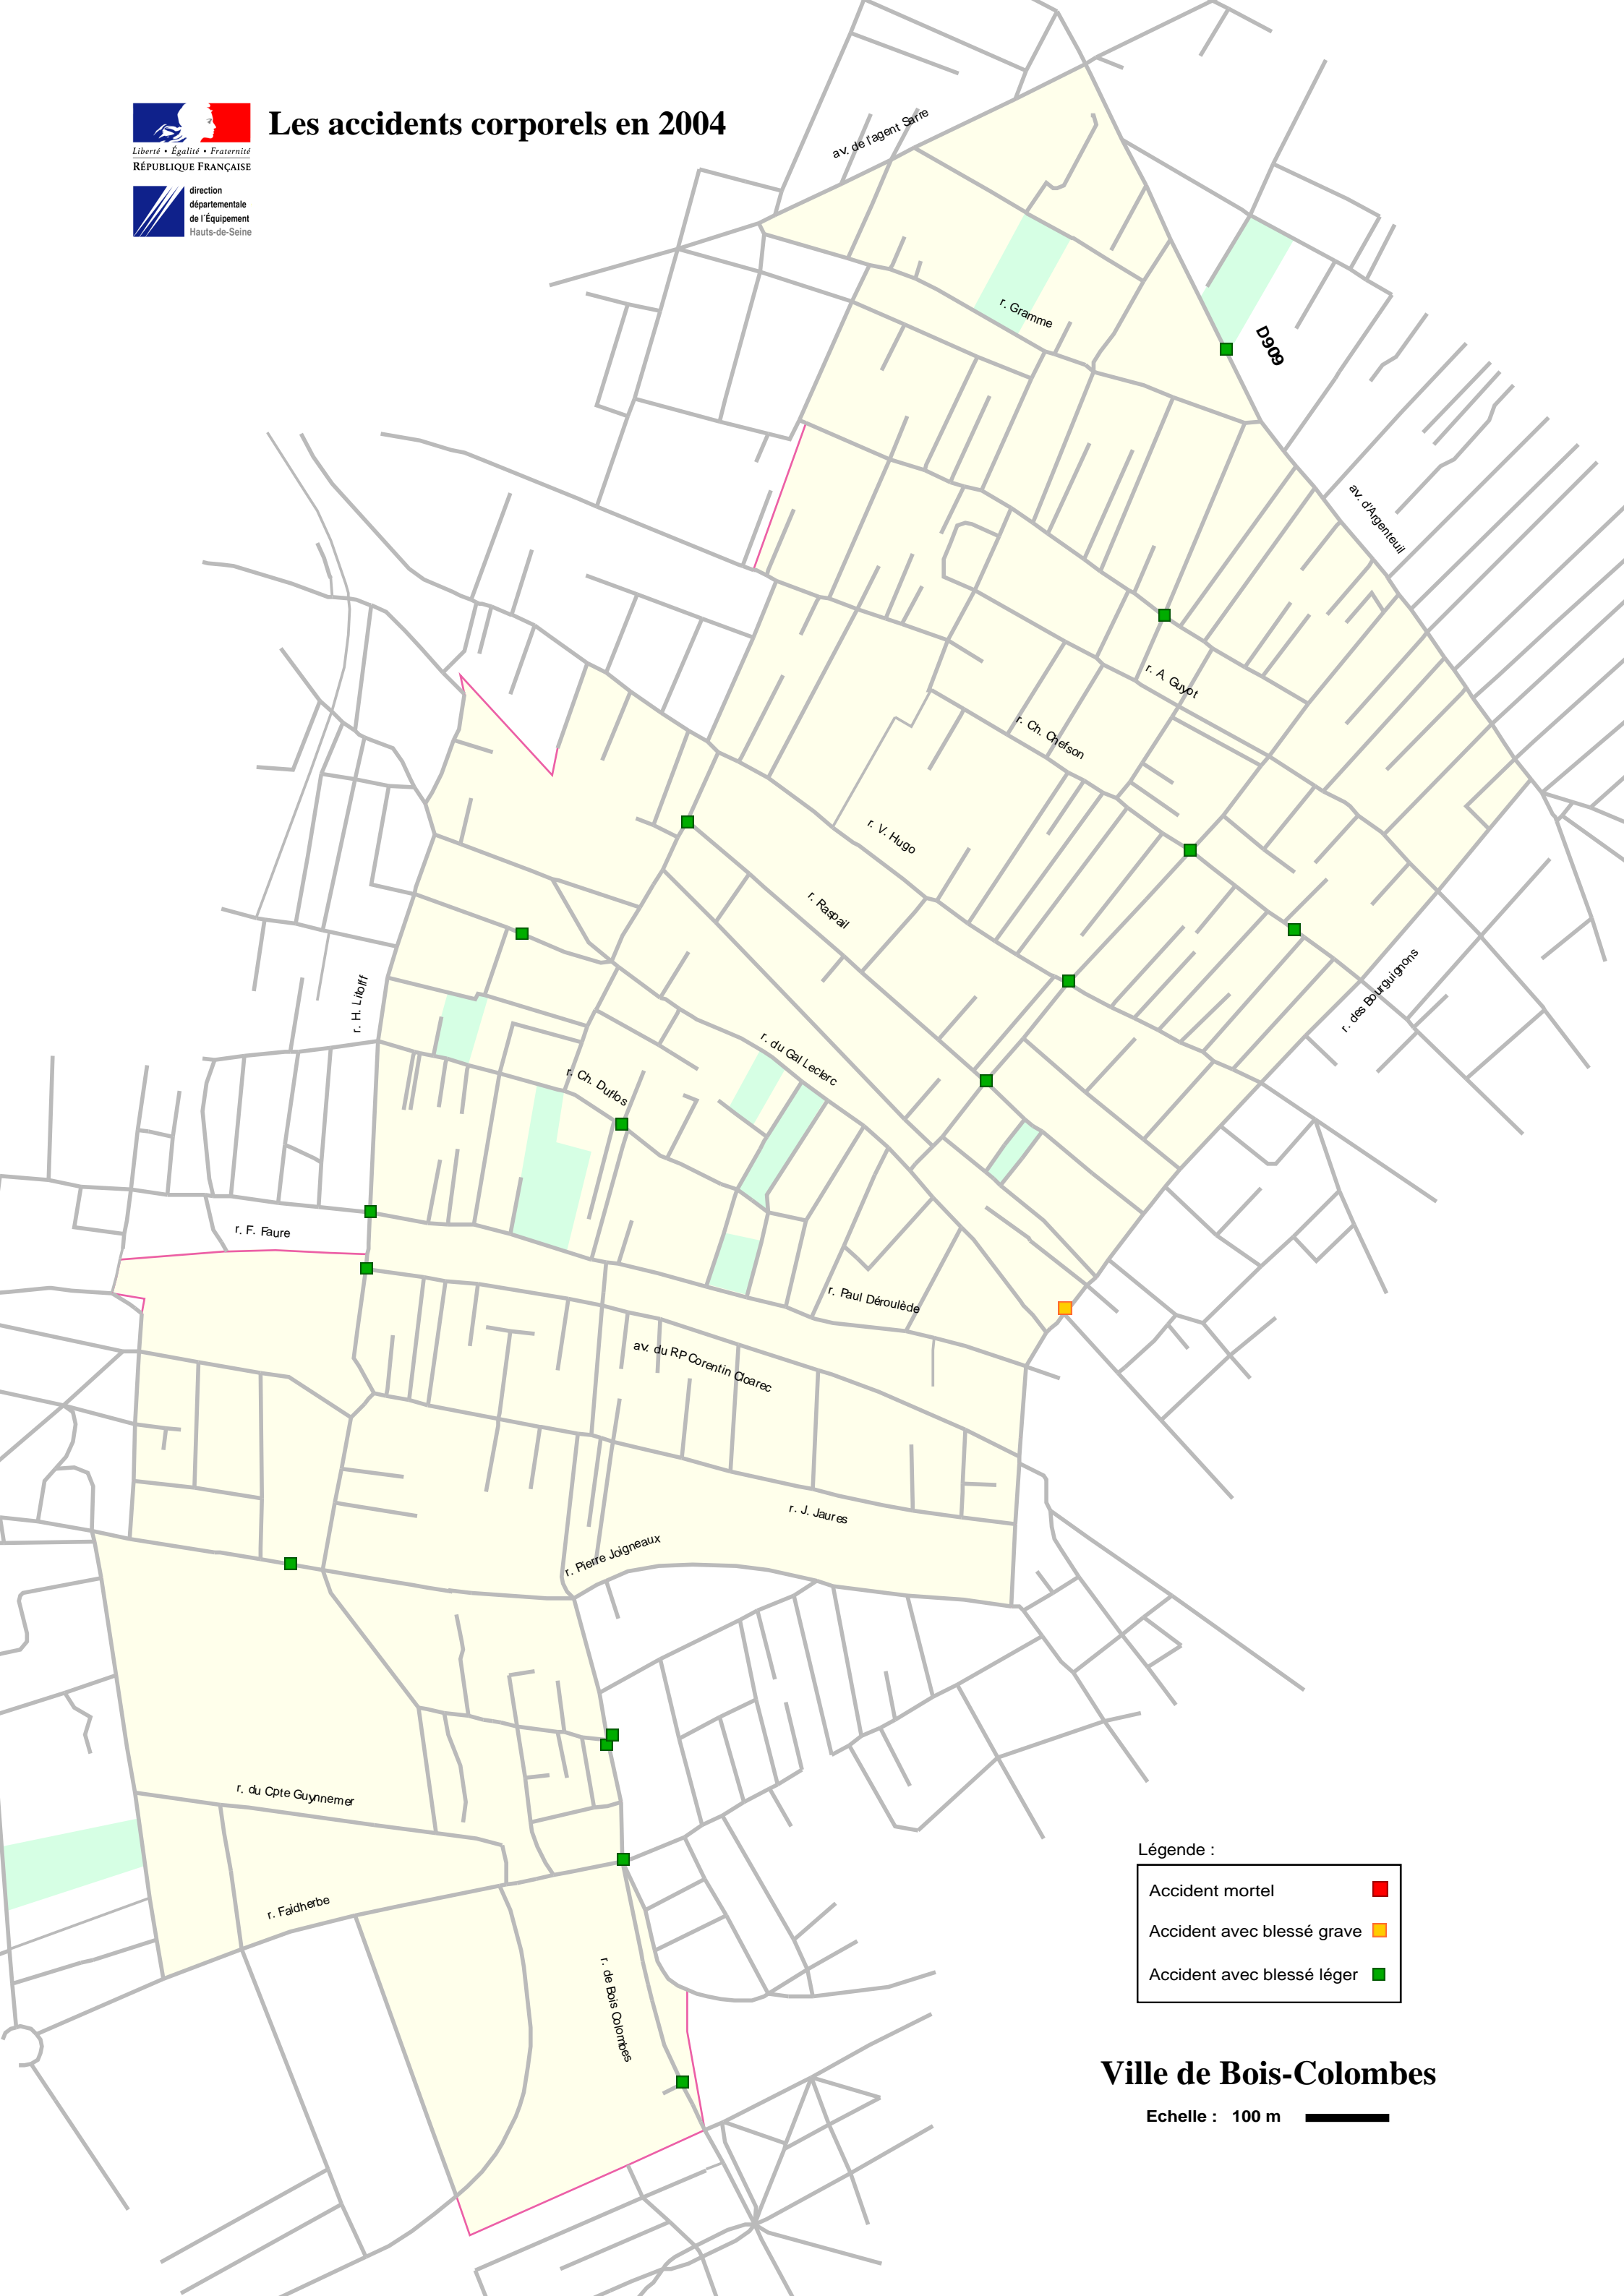 Les accidents corporels en 2004
Liberté • Égalité • Fraternité
RÉPUBLIQUE FRANÇAISE
direction
départementale
de l'Équipement
Hauts-de-Seine
av. de l'agent Sarre
r. Gramme
D909
av. d'Argenteuil
r. A. Guyot
r. Ch. Chefson
r. V. Hugo
r. Raspail
r. des Bourguignons
r. H. Litolff
r. du Gal Leclerc
r. Ch. Duflos
r. F. Faure
r. Paul Déroulède
av. du RP Corentin Cloarec
r. J. Jaures
r. Pierre Joigneaux
r. du Cpte Guynnemer
r. Faidherbe
r. de Bois Colombes
Légende :
Accident mortel
Accident avec blessé grave
Accident avec blessé léger
Ville de Bois-Colombes
Echelle : 100 m